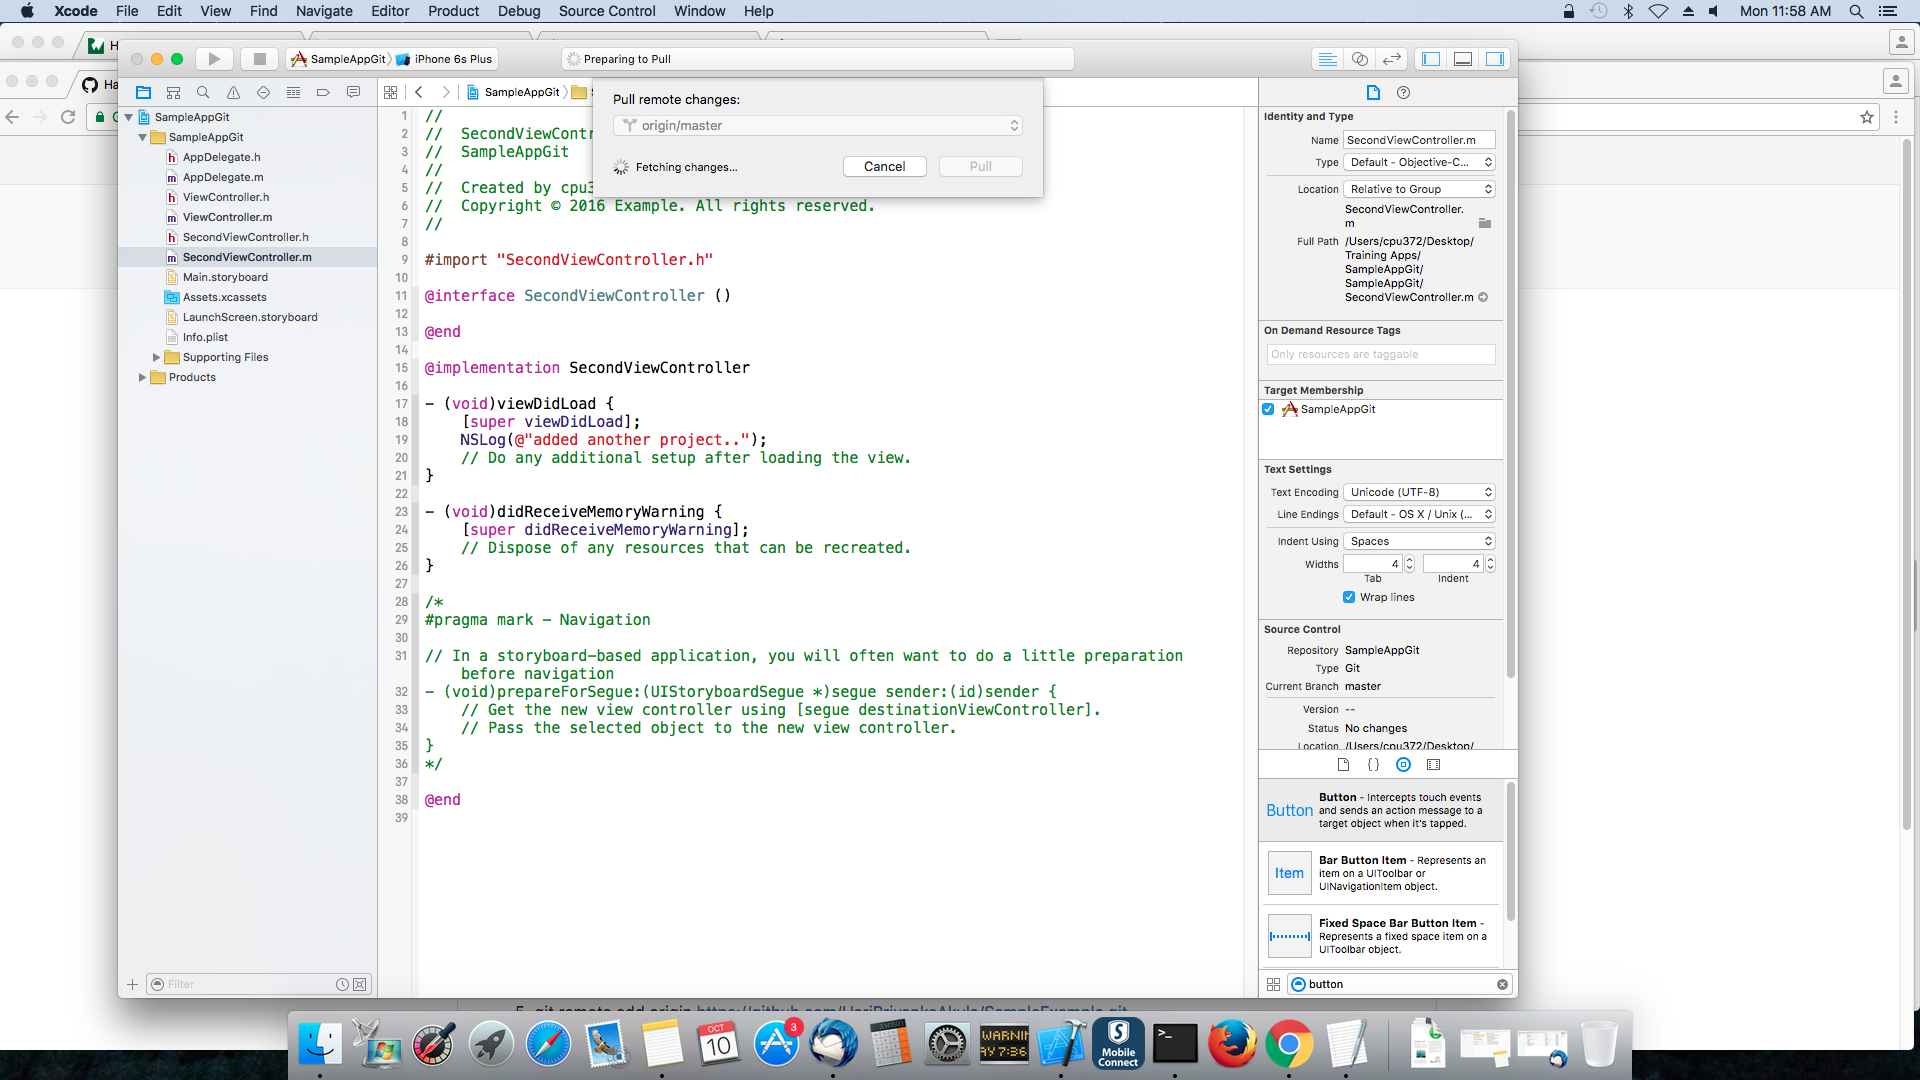 Xcode File Edit View Find Navigate Editor Product Debug Source Control Window Help
Mon 11:58 AM
H
Ha
SampleAppGit
iPhone 6s Plus
Preparing to Pull
SampleAppGit
Pull remote changes:
origin/master
Fetching changes...
Cancel
Pull
SampleAppGit
SampleAppGit
AppDelegate.h
AppDelegate.m
ViewController.h
ViewController.m
SecondViewController.h
SecondViewController.m
Main.storyboard
Assets.xcassets
LaunchScreen.storyboard
Info.plist
Supporting Files
Products
Filter
1 //
2 // SecondViewContr
3 // SampleAppGit
4 //
5 // Created by cpu3
6 // Copyright © 2016 Example. All rights reserved.
7 //
8
9 #import "SecondViewController.h"
10
11 @interface SecondViewController ()
12
13 @end
14
15 @implementation SecondViewController
16
17 - (void)viewDidLoad {
18 [super viewDidLoad];
19 NSLog(@"added another project..");
20 // Do any additional setup after loading the view.
21 }
22
23 - (void)didReceiveMemoryWarning {
24 [super didReceiveMemoryWarning];
25 // Dispose of any resources that can be recreated.
26 }
27
28 /*
29 #pragma mark - Navigation
30
31 // In a storyboard-based application, you will often want to do a little preparation
before navigation
32 - (void)prepareForSegue:(UIStoryboardSegue *)segue sender:(id)sender {
33 // Get the new view controller using [segue destinationViewController].
34 // Pass the selected object to the new view controller.
35 }
36 */
37
38 @end
39
Identity and Type
Name SecondViewController.m
Type Default - Objective-C...
Location Relative to Group
SecondViewController.
m
Full Path /Users/cpu372/Desktop/
Training Apps/
SampleAppGit/
SampleAppGit/
SecondViewController.m
On Demand Resource Tags
Only resources are taggable
Target Membership
SampleAppGit
Text Settings
Text Encoding Unicode (UTF-8)
Line Endings Default - OS X / Unix (...
Indent Using Spaces
Widths 4 4
Tab Indent
Wrap lines
Source Control
Repository SampleAppGit
Type Git
Current Branch master
Version --
Status No changes
Location /Users/cpu372/Desktop/
{}
Button
Button - Intercepts touch events
and sends an action message to a
target object when it's tapped.
Item
Bar Button Item - Represents an
item on a UIToolbar or
UINavigationItem object.
Fixed Space Bar Button Item -
Represents a fixed space item on a
UIToolbar object.
button
5. git remote add origin https://github.com/HariPriyankaAkula/SampleExample.git
OCT
10
3
WARNIN
AY 7:36
S
Mobile
Connect
>_